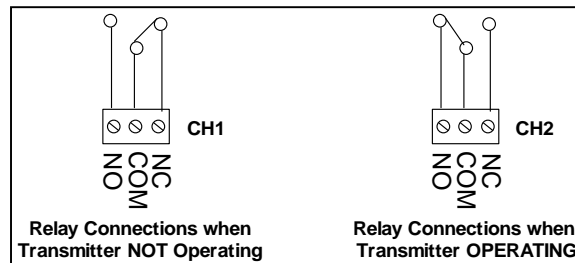 CH1
NO
COM
NC
Relay Connections when
Transmitter NOT Operating
CH2
NO
COM
NC
Relay Connections when
Transmitter OPERATING